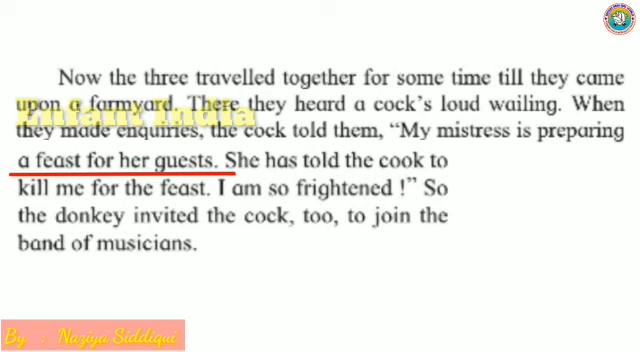 Now the three travelled together for some time till they came
upon a farmyard. There they heard a cock's loud wailing. When
they made enquiries, the cock told them, “My mistress is preparing
a feast for her guests. She has told the cook to
kill me for the feast. I am so frightened !” So
the donkey invited the cock, too, to join the
band of musicians.
Enfant India
By : Naziya Siddiqui